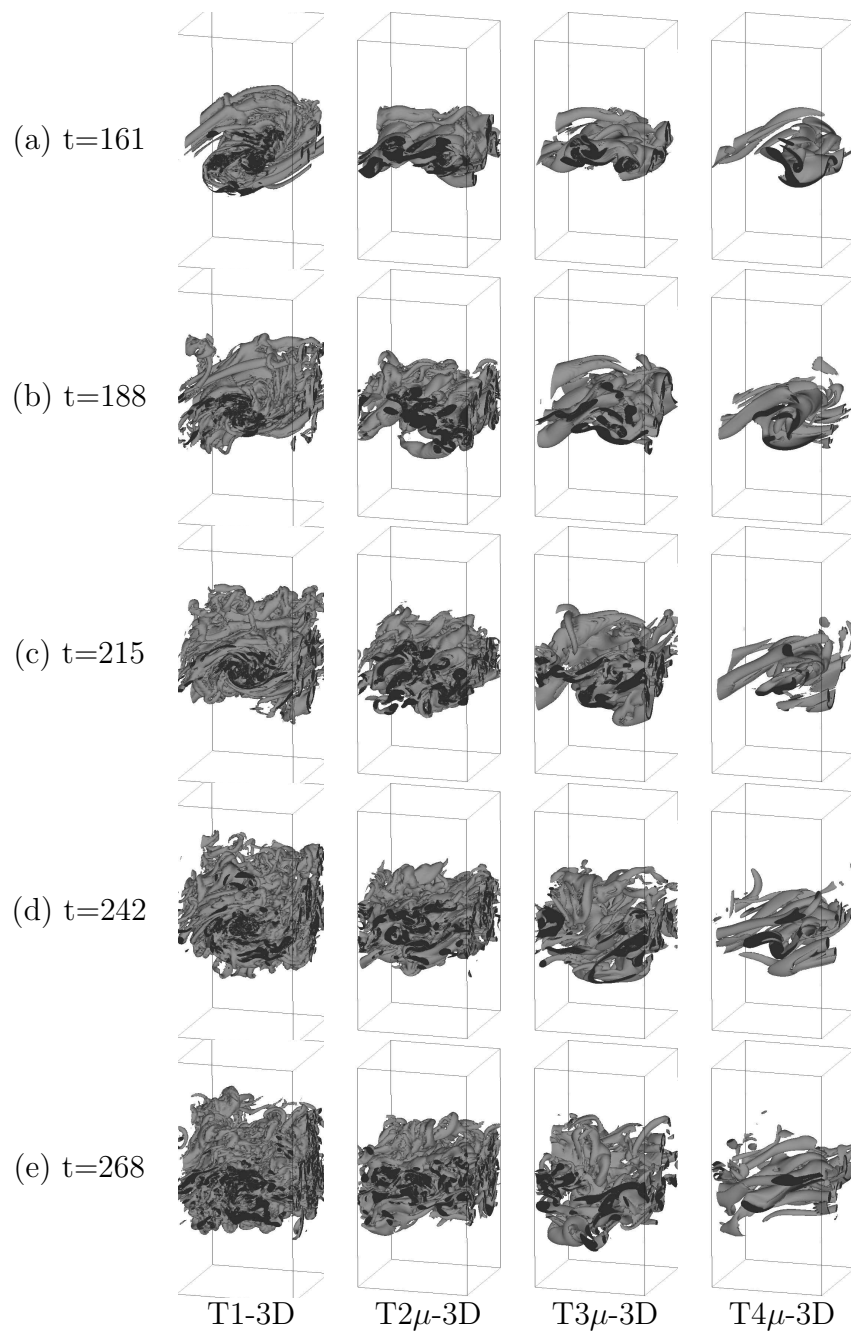 (a) t=161
(b) t=188
(c) t=215
(d) t=242
(e) t=268
T1-3D T2μ-3D T3μ-3D T4μ-3D